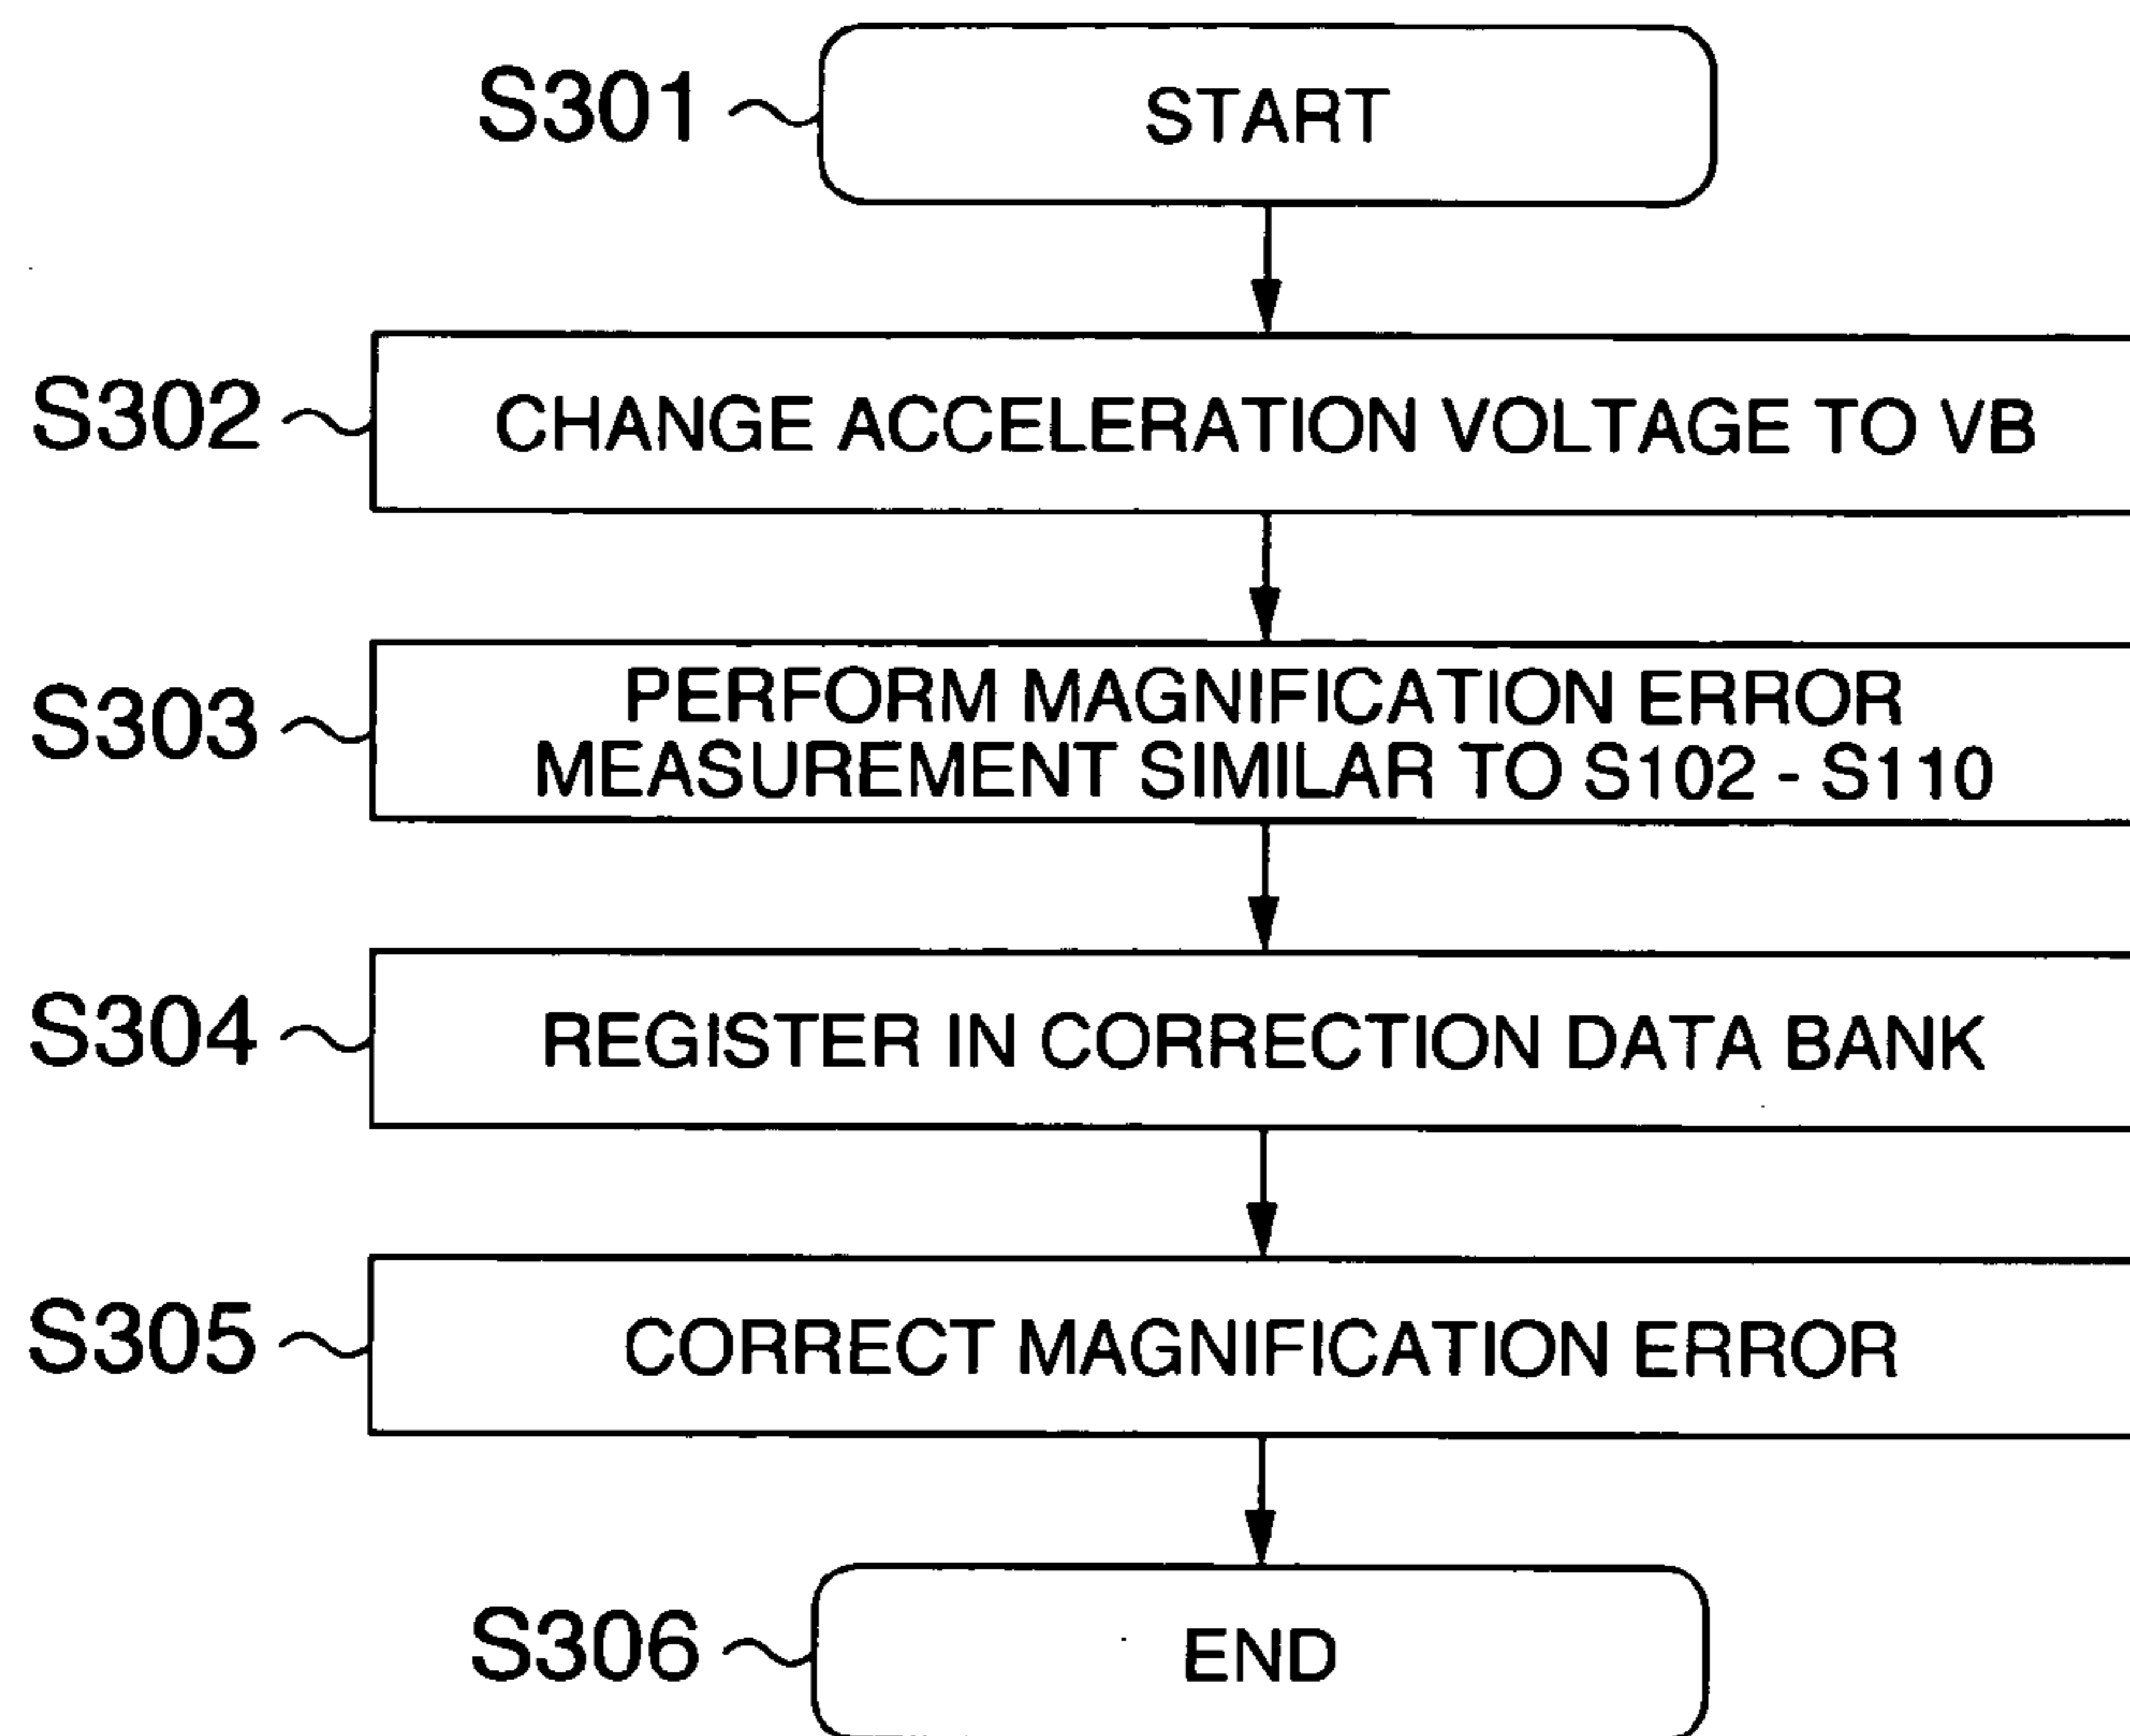 S301 START
S302 CHANGE ACCELERATION VOLTAGE TO VB
S303 PERFORM MAGNIFICATION ERROR
MEASUREMENT SIMILAR TO S102 - S110
S304 REGISTER IN CORRECTION DATA BANK
S305 CORRECT MAGNIFICATION ERROR
S306 END